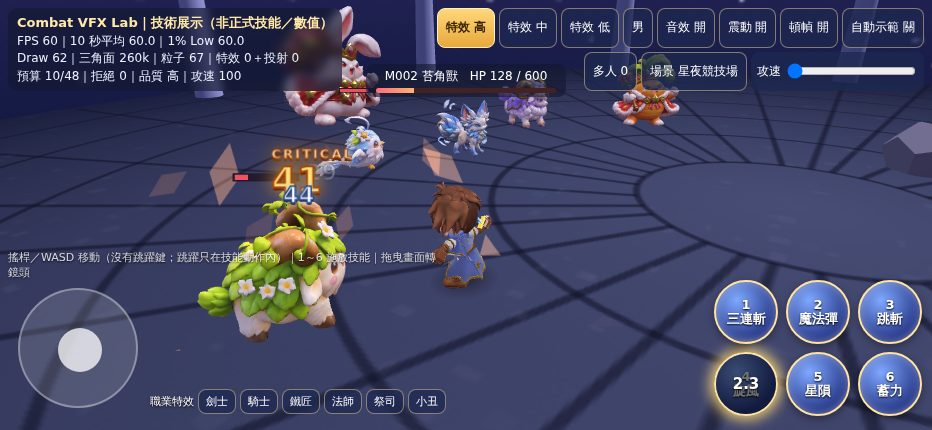 Combat VFX Lab｜技術展示（非正式技能／數值）
FPS 60｜10 秒平均 60.0｜1% Low 60.0
Draw 62｜三角面 260k｜粒子 67｜特效 0＋投射 0
預算 10/48｜拒絕 0｜品質 高｜攻速 100
特效 高
特效 中
特效 低
男
音效 開
震動 開
頓幀 開
自動示範 關
多人 0
場景 星夜競技場
攻速
M002 苔角獸 HP 128 / 600
CRITICAL
41
44
搖桿／WASD 移動（沒有跳躍鍵；跳躍只在技能動作內）｜1～6 施放技能｜拖曳畫面轉
鏡頭
1
三連斬
2
魔法彈
3
跳斬
2.3
旋風
5
星隕
6
蓄力
職業特效
劍士
騎士
鐵匠
法師
祭司
小丑